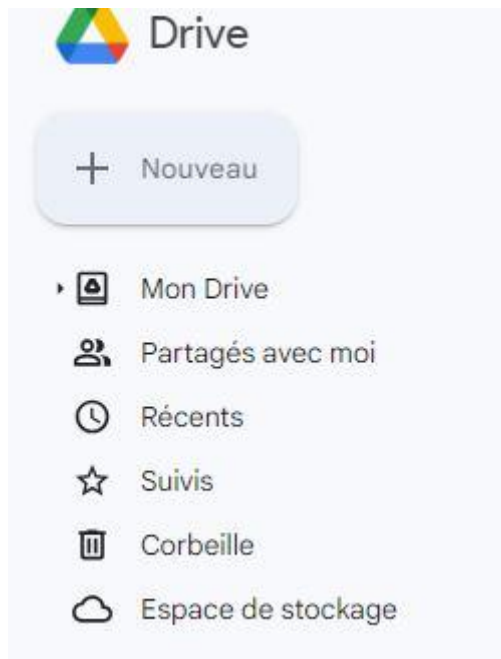 Drive
Nouveau
Mon Drive
Partagés avec moi
Récents
Suivis
Corbeille
Espace de stockage